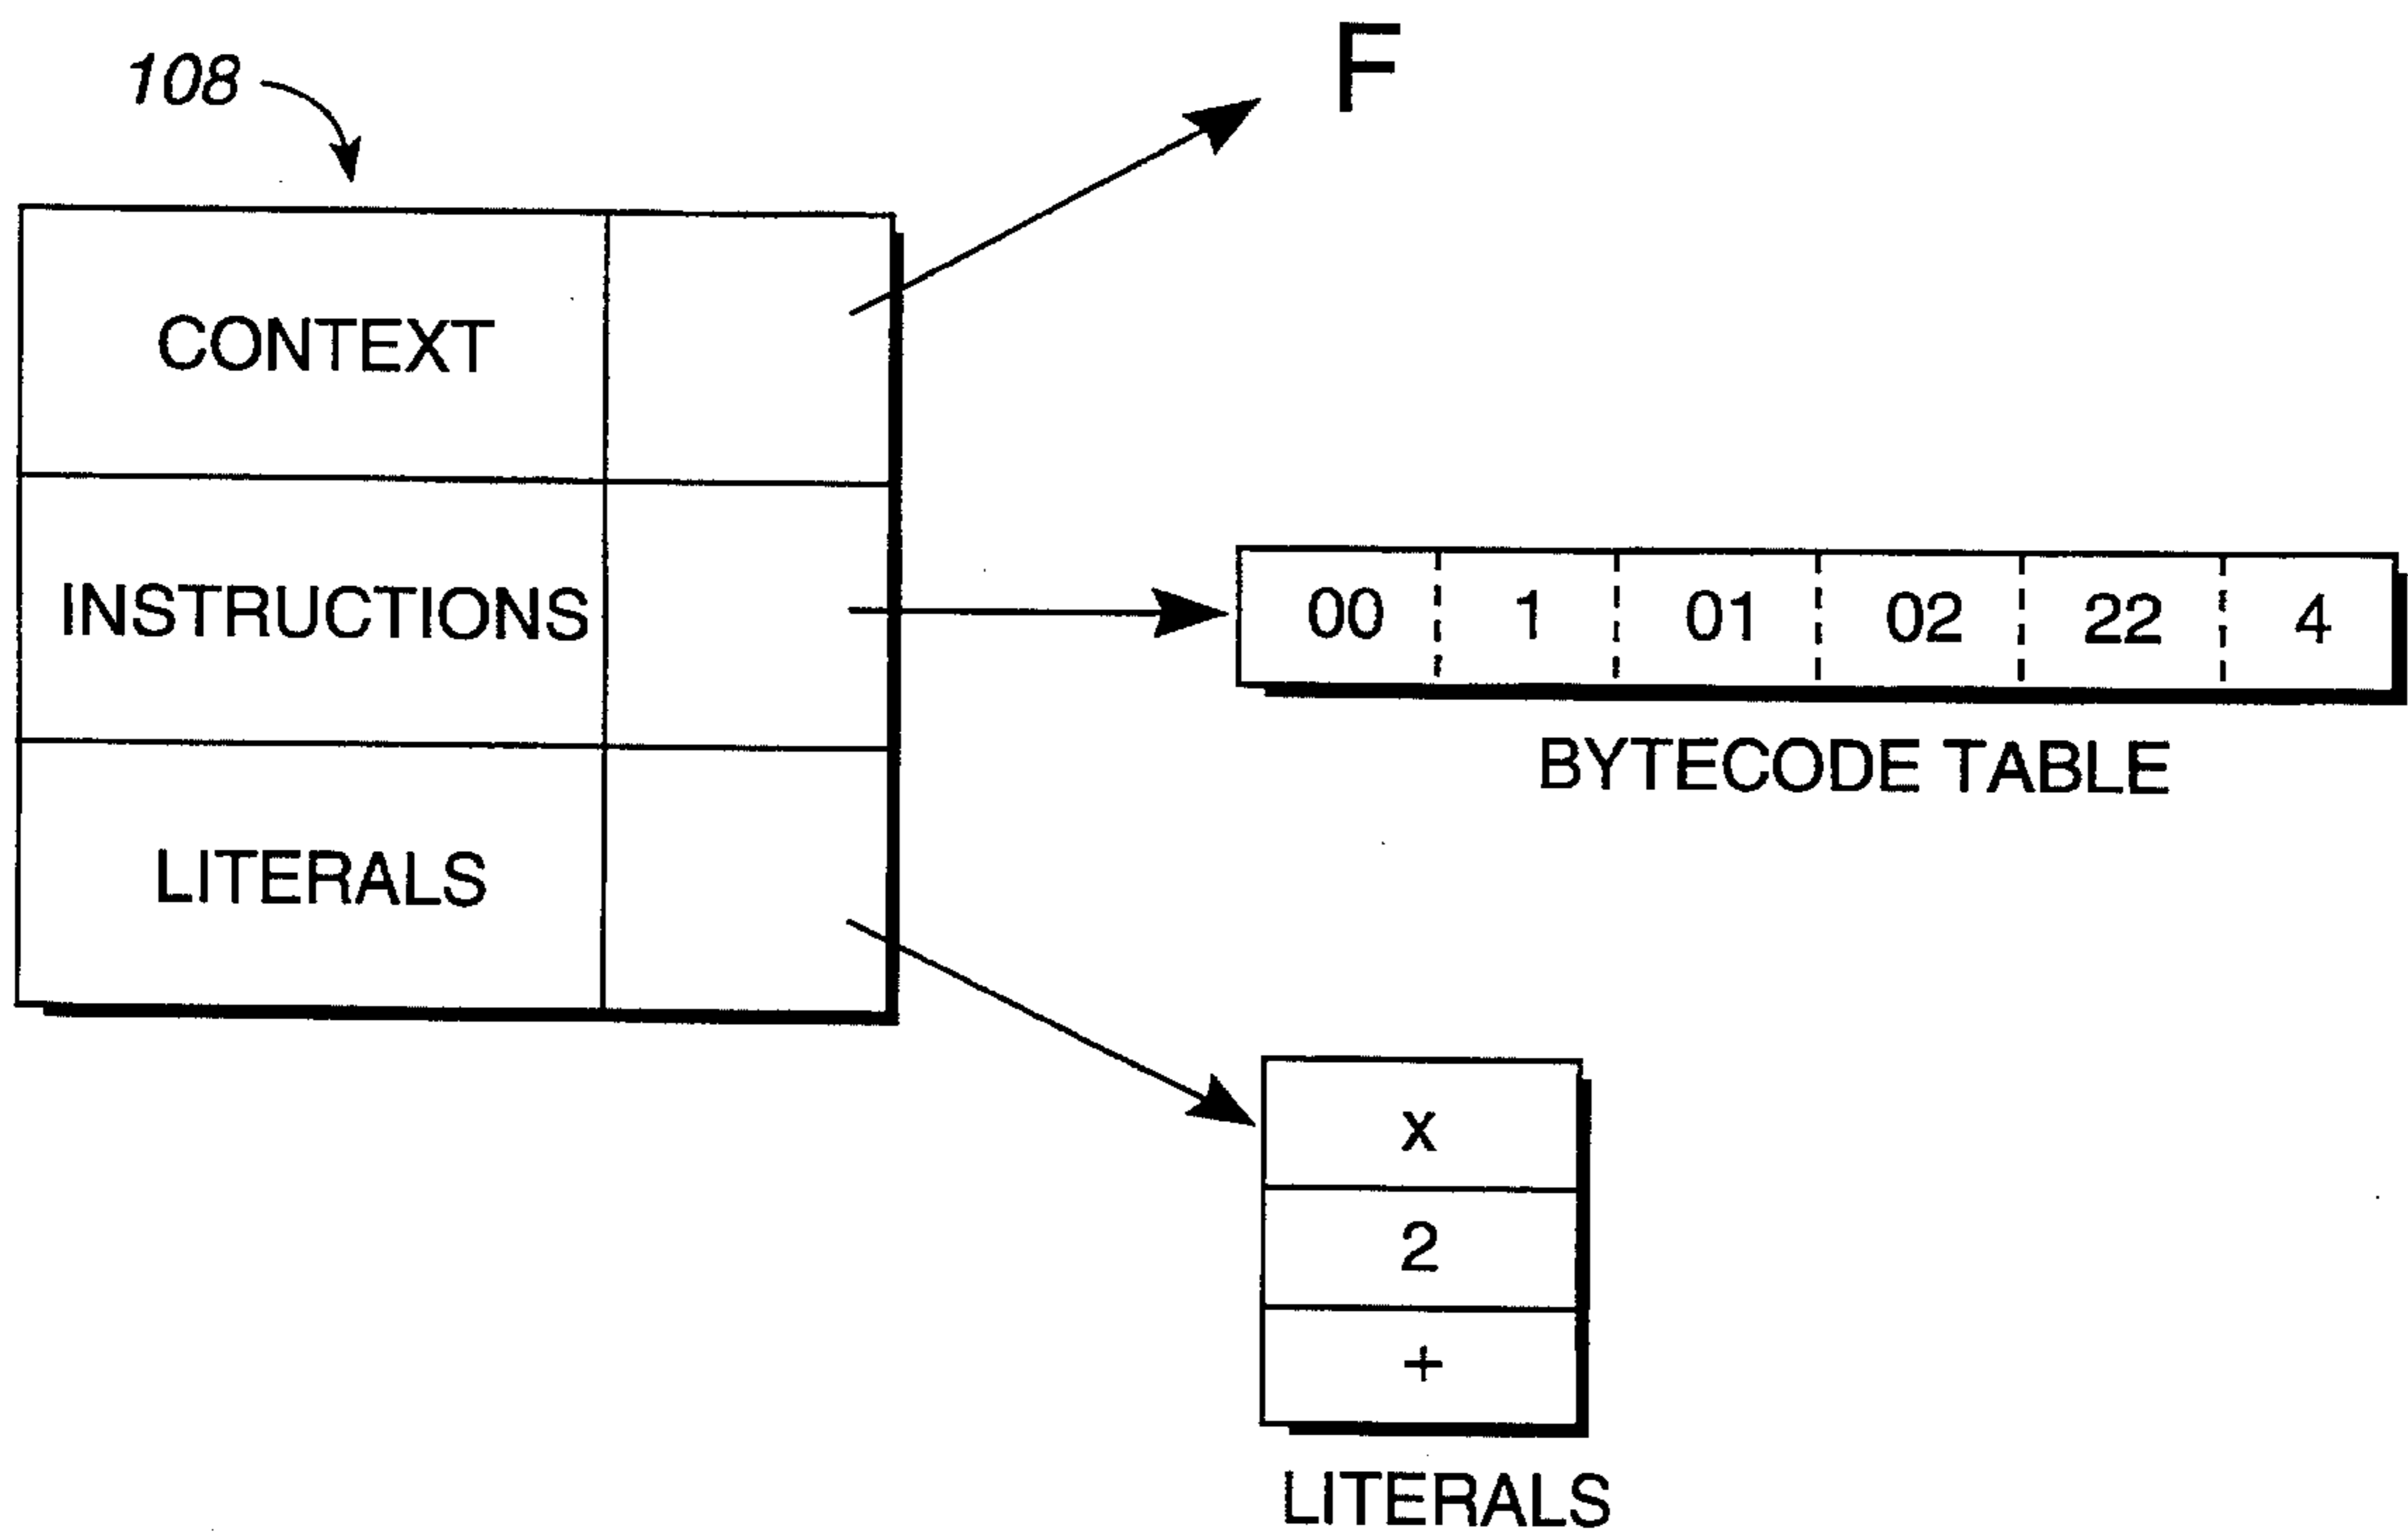 108
F
CONTEXT
INSTRUCTIONS
00 1 01 02 22 4
BYTECODE TABLE
LITERALS
x
2
+
LITERALS